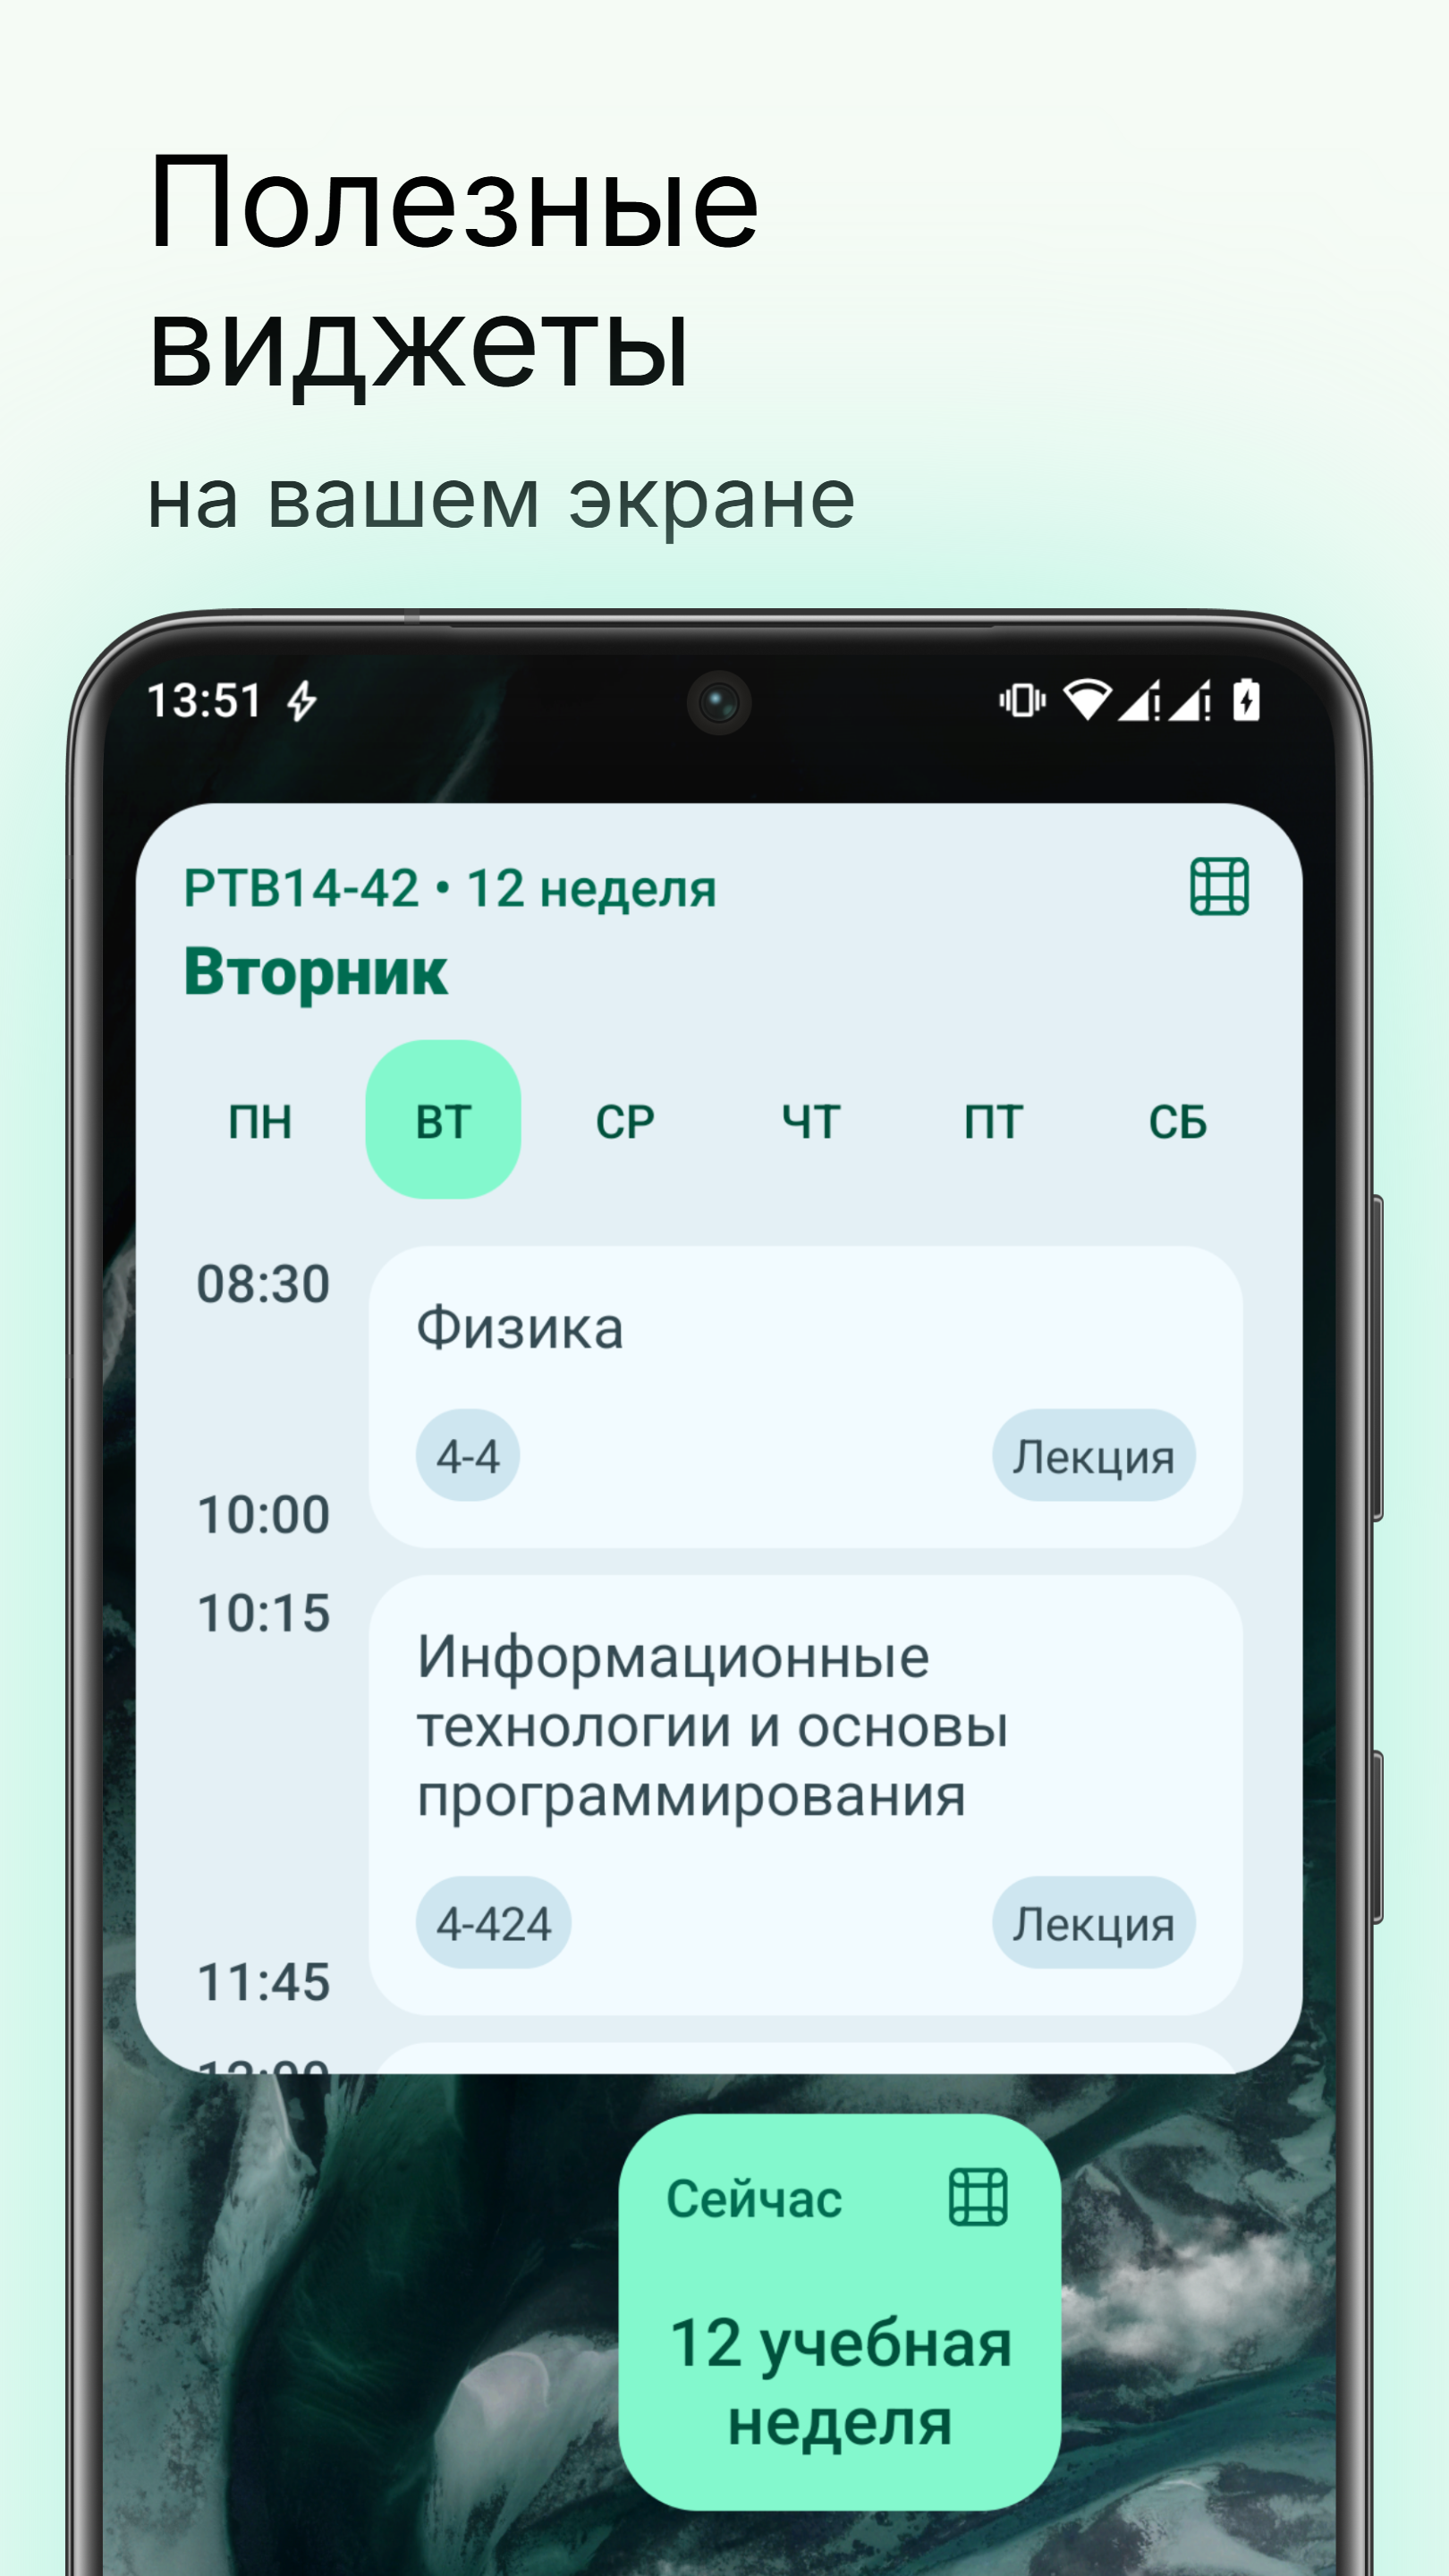 Полезные
виджеты
на вашем экране
13:51
РТВ14-42 • 12 неделя
Вторник
ПН ВТ СР ЧТ ПТ СБ
08:30
Физика
4-4 Лекция
10:00
10:15
Информационные
технологии и основы
программирования
4-424 Лекция
11:45
Сейчас
12 учебная
неделя